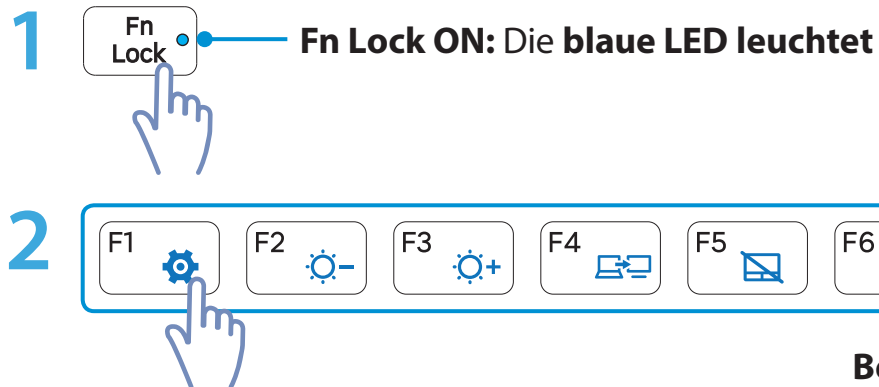 1
Fn
Lock
Fn Lock ON: Die blaue LED leuchtet
2
F1 F2 F3 F4 F5 F6